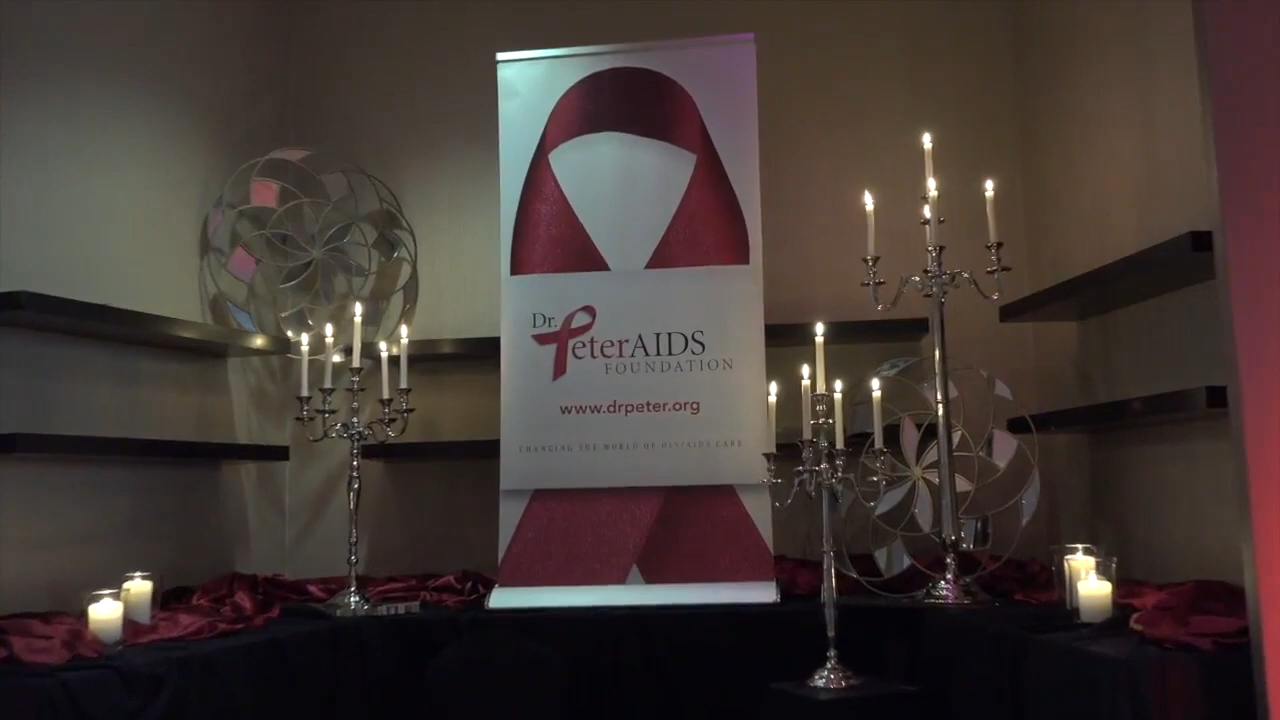 Dr. PeterAIDS
FOUNDATION
www.drpeter.org
CHANGING THE WORLD OF HIV/AIDS CARE